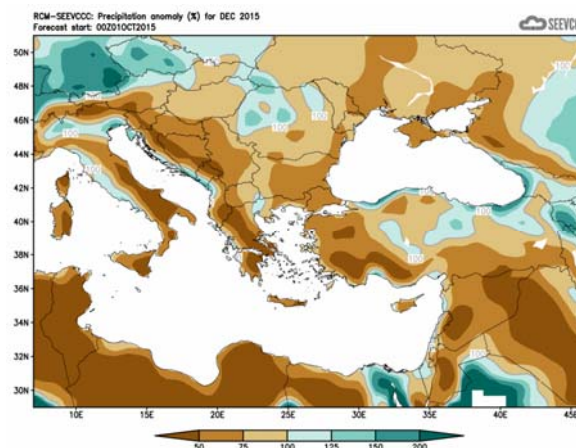 RCM-SEEVCCC: Precipitation anomaly (%) for DEC 2015
Forecast start: 00Z01OCT2015
SEEVCCC
50N
48N
46N
44N
42N
40N
38N
36N
34N
32N
30N
100
100
100
100
100
100
100
100
10E
15E
20E
25E
30E
35E
40E
45E
50
75
100
125
150
200